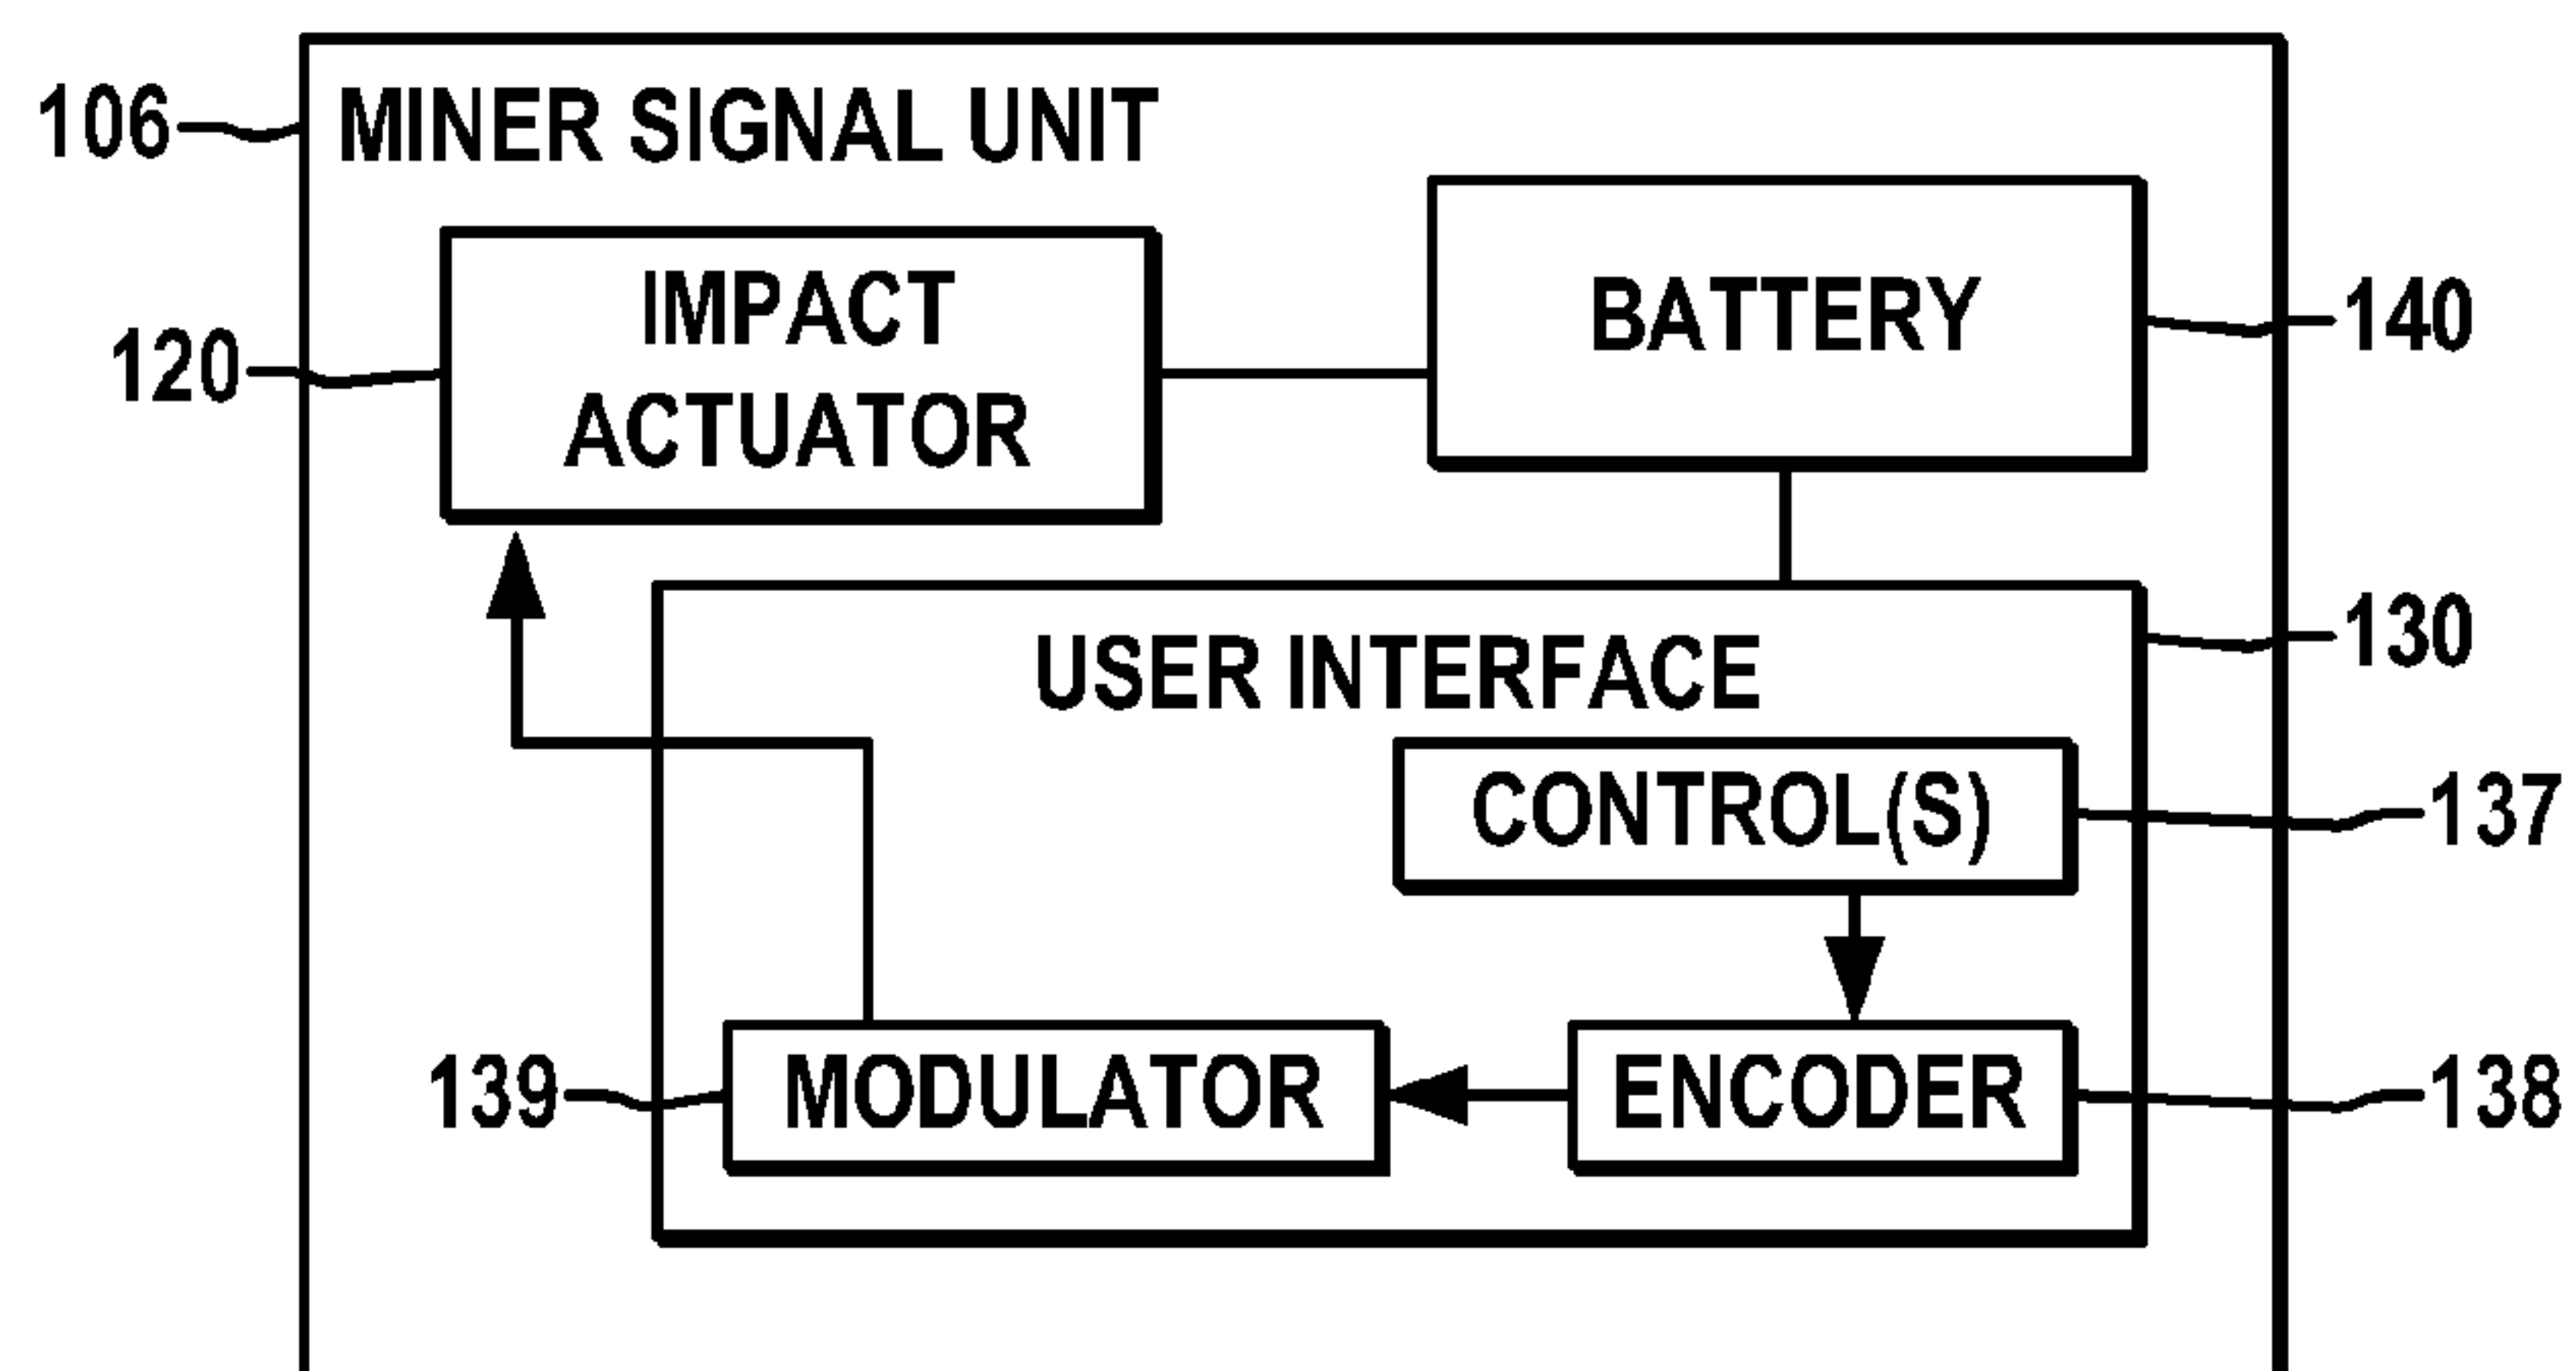 106
MINER SIGNAL UNIT
IMPACT
ACTUATOR
120
BATTERY
140
USER INTERFACE
130
CONTROL(S)
137
139
MODULATOR
ENCODER
138